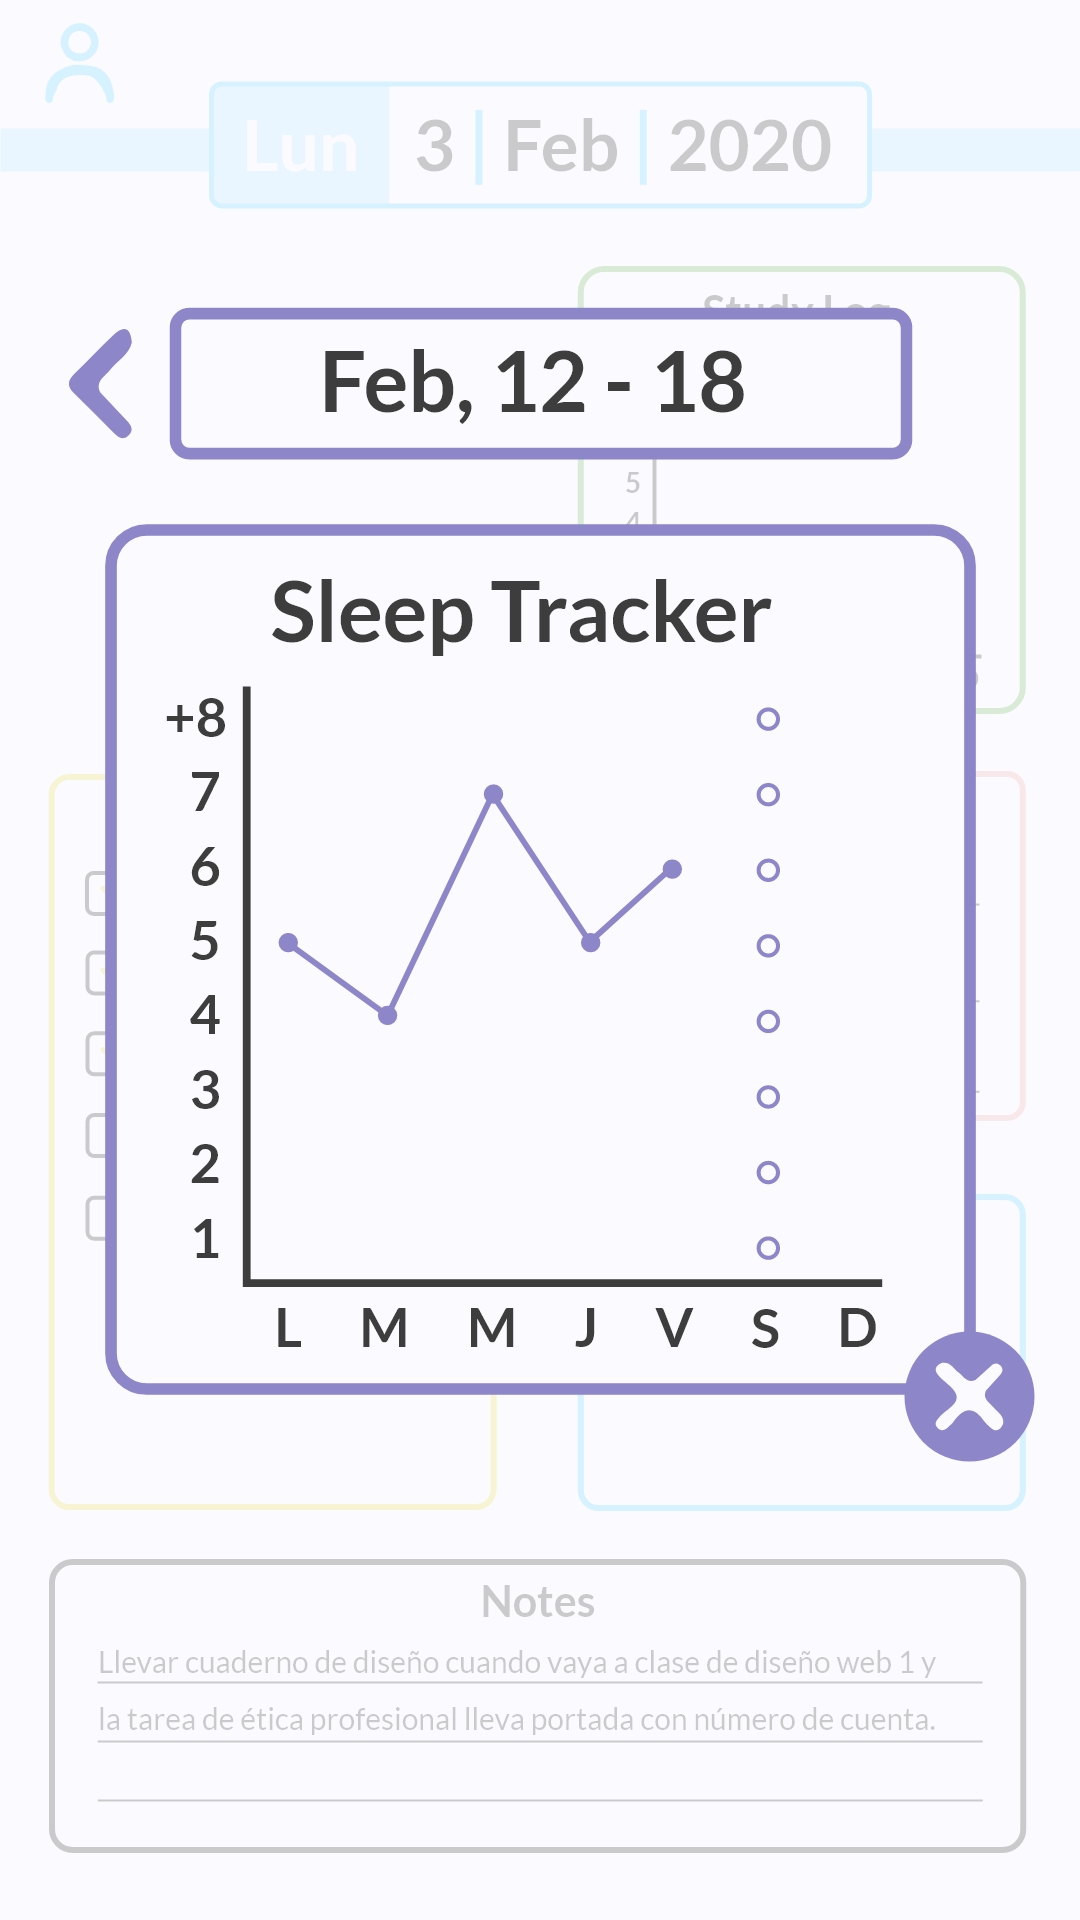 Lun 3 Feb 2020
Study Log
Feb, 12 - 18
5
4
Sleep Tracker
+8
7
6
5
4
3
2
1
L M M J V S D
Notes
Llevar cuaderno de diseño cuando vaya a clase de diseño web 1 y
la tarea de ética profesional lleva portada con número de cuenta.